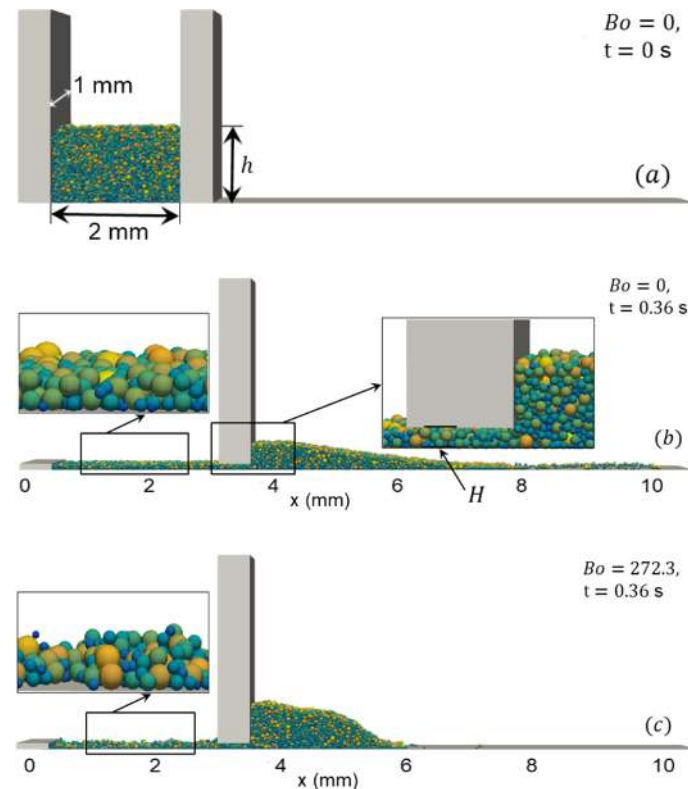 Bo = 0,
t = 0 s
1 mm
h
(a)
2 mm
Bo = 0,
t = 0.36 s
(b)
H
0 2 4 6 8 10
x (mm)
Bo = 272.3,
t = 0.36 s
(c)
0 2 4 6 8 10
x (mm)